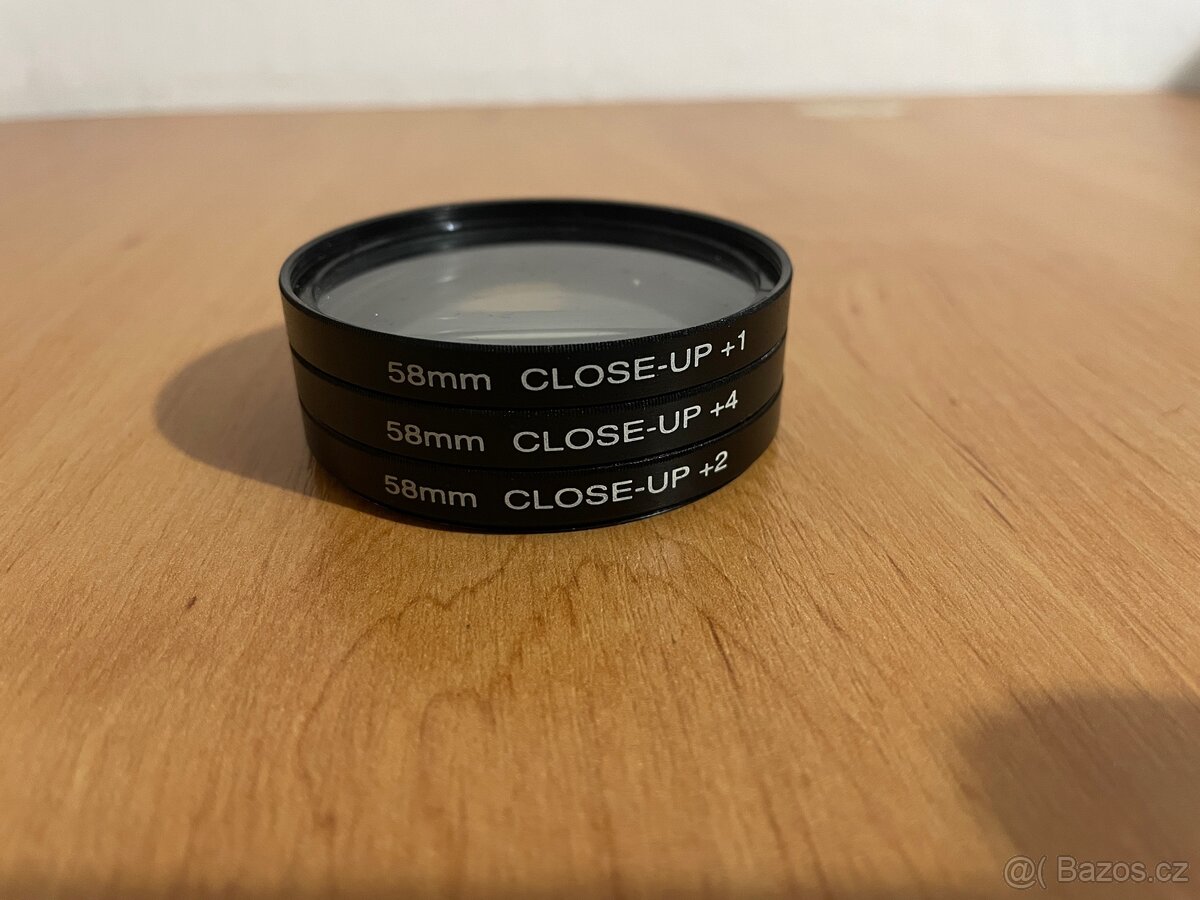 58mm CLOSE-UP +1
58mm CLOSE-UP +4
58mm CLOSE-UP +2
@( Bazos.cz